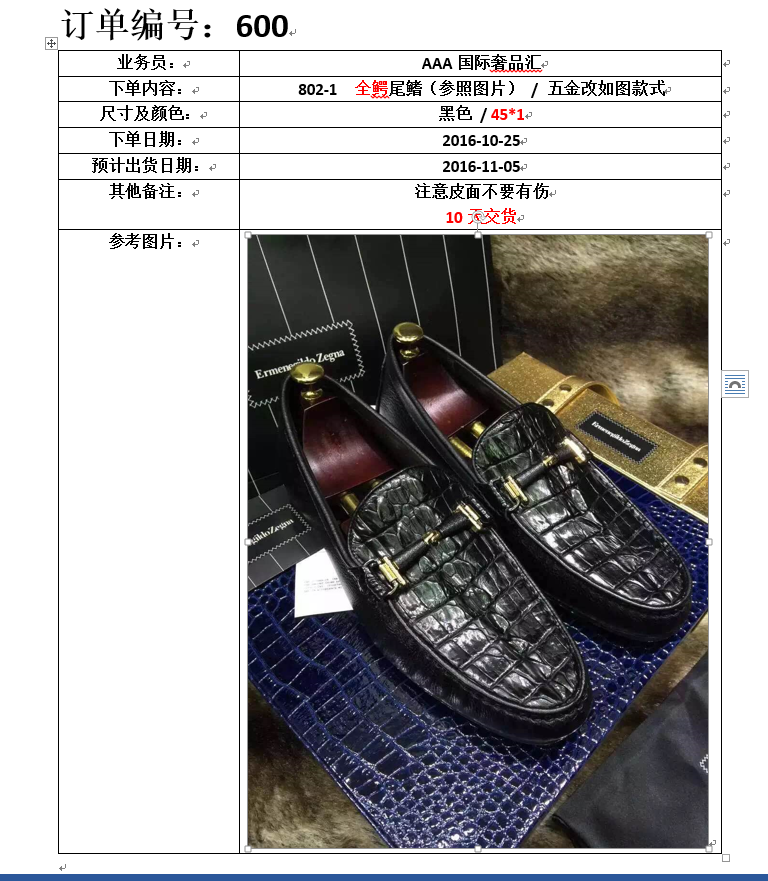 订单编号：600
业务员：
AAA 国际奢品汇
下单内容：
802-1 全鳄尾鳍（参照图片） / 五金改如图款式
尺寸及颜色：
黑色 / 45*1
下单日期：
2016-10-25
预计出货日期：
2016-11-05
其他备注：
注意皮面不要有伤
10 天交货
参考图片：
Ermenegildo Zegna
Ermenegildo Zegna
gildo Zegna